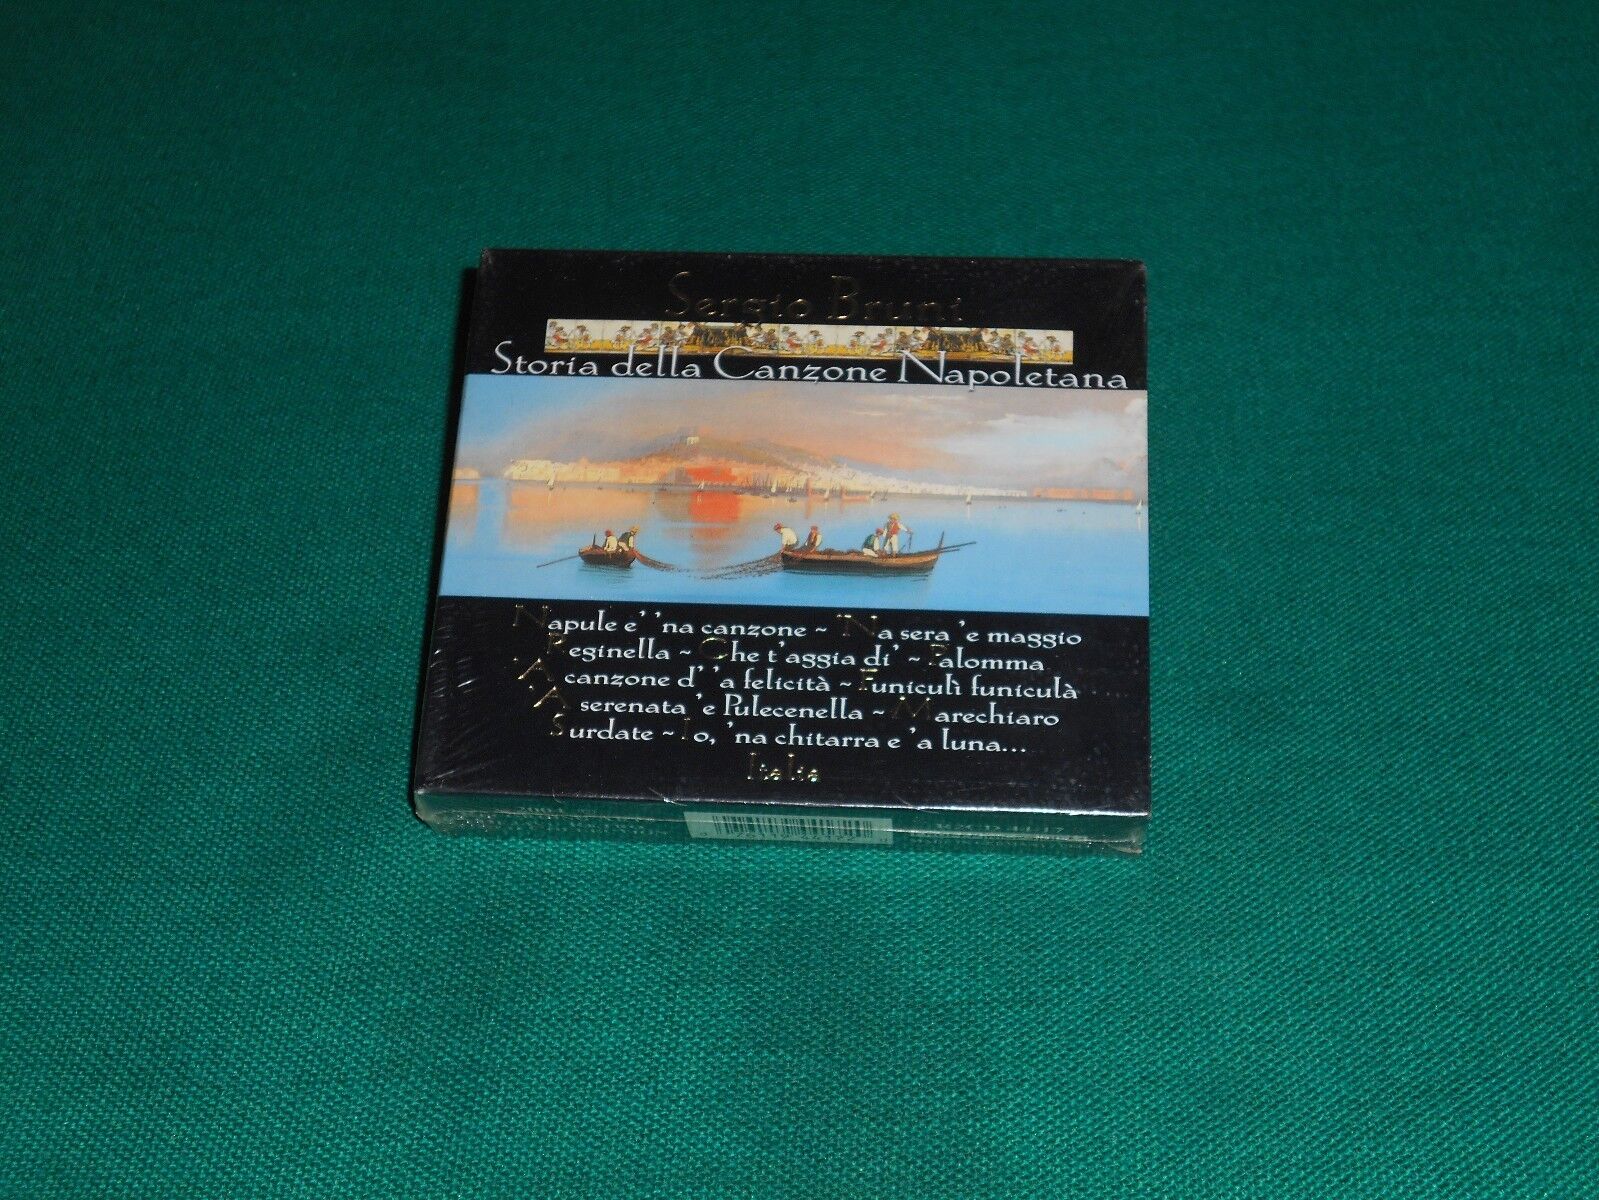 Sergio Bruni
Storia della Canzone Napoletana
Napule e' 'na canzone ~ 'Na sera 'e maggio
Reginella ~ Che t'aggia di' ~ Palomma
'A canzone d' 'a felicità ~ Funiculì funiculà
'A serenata 'e Pulecenella ~ Marechiaro
Surdate ~ Io, 'na chitarra e 'a luna...